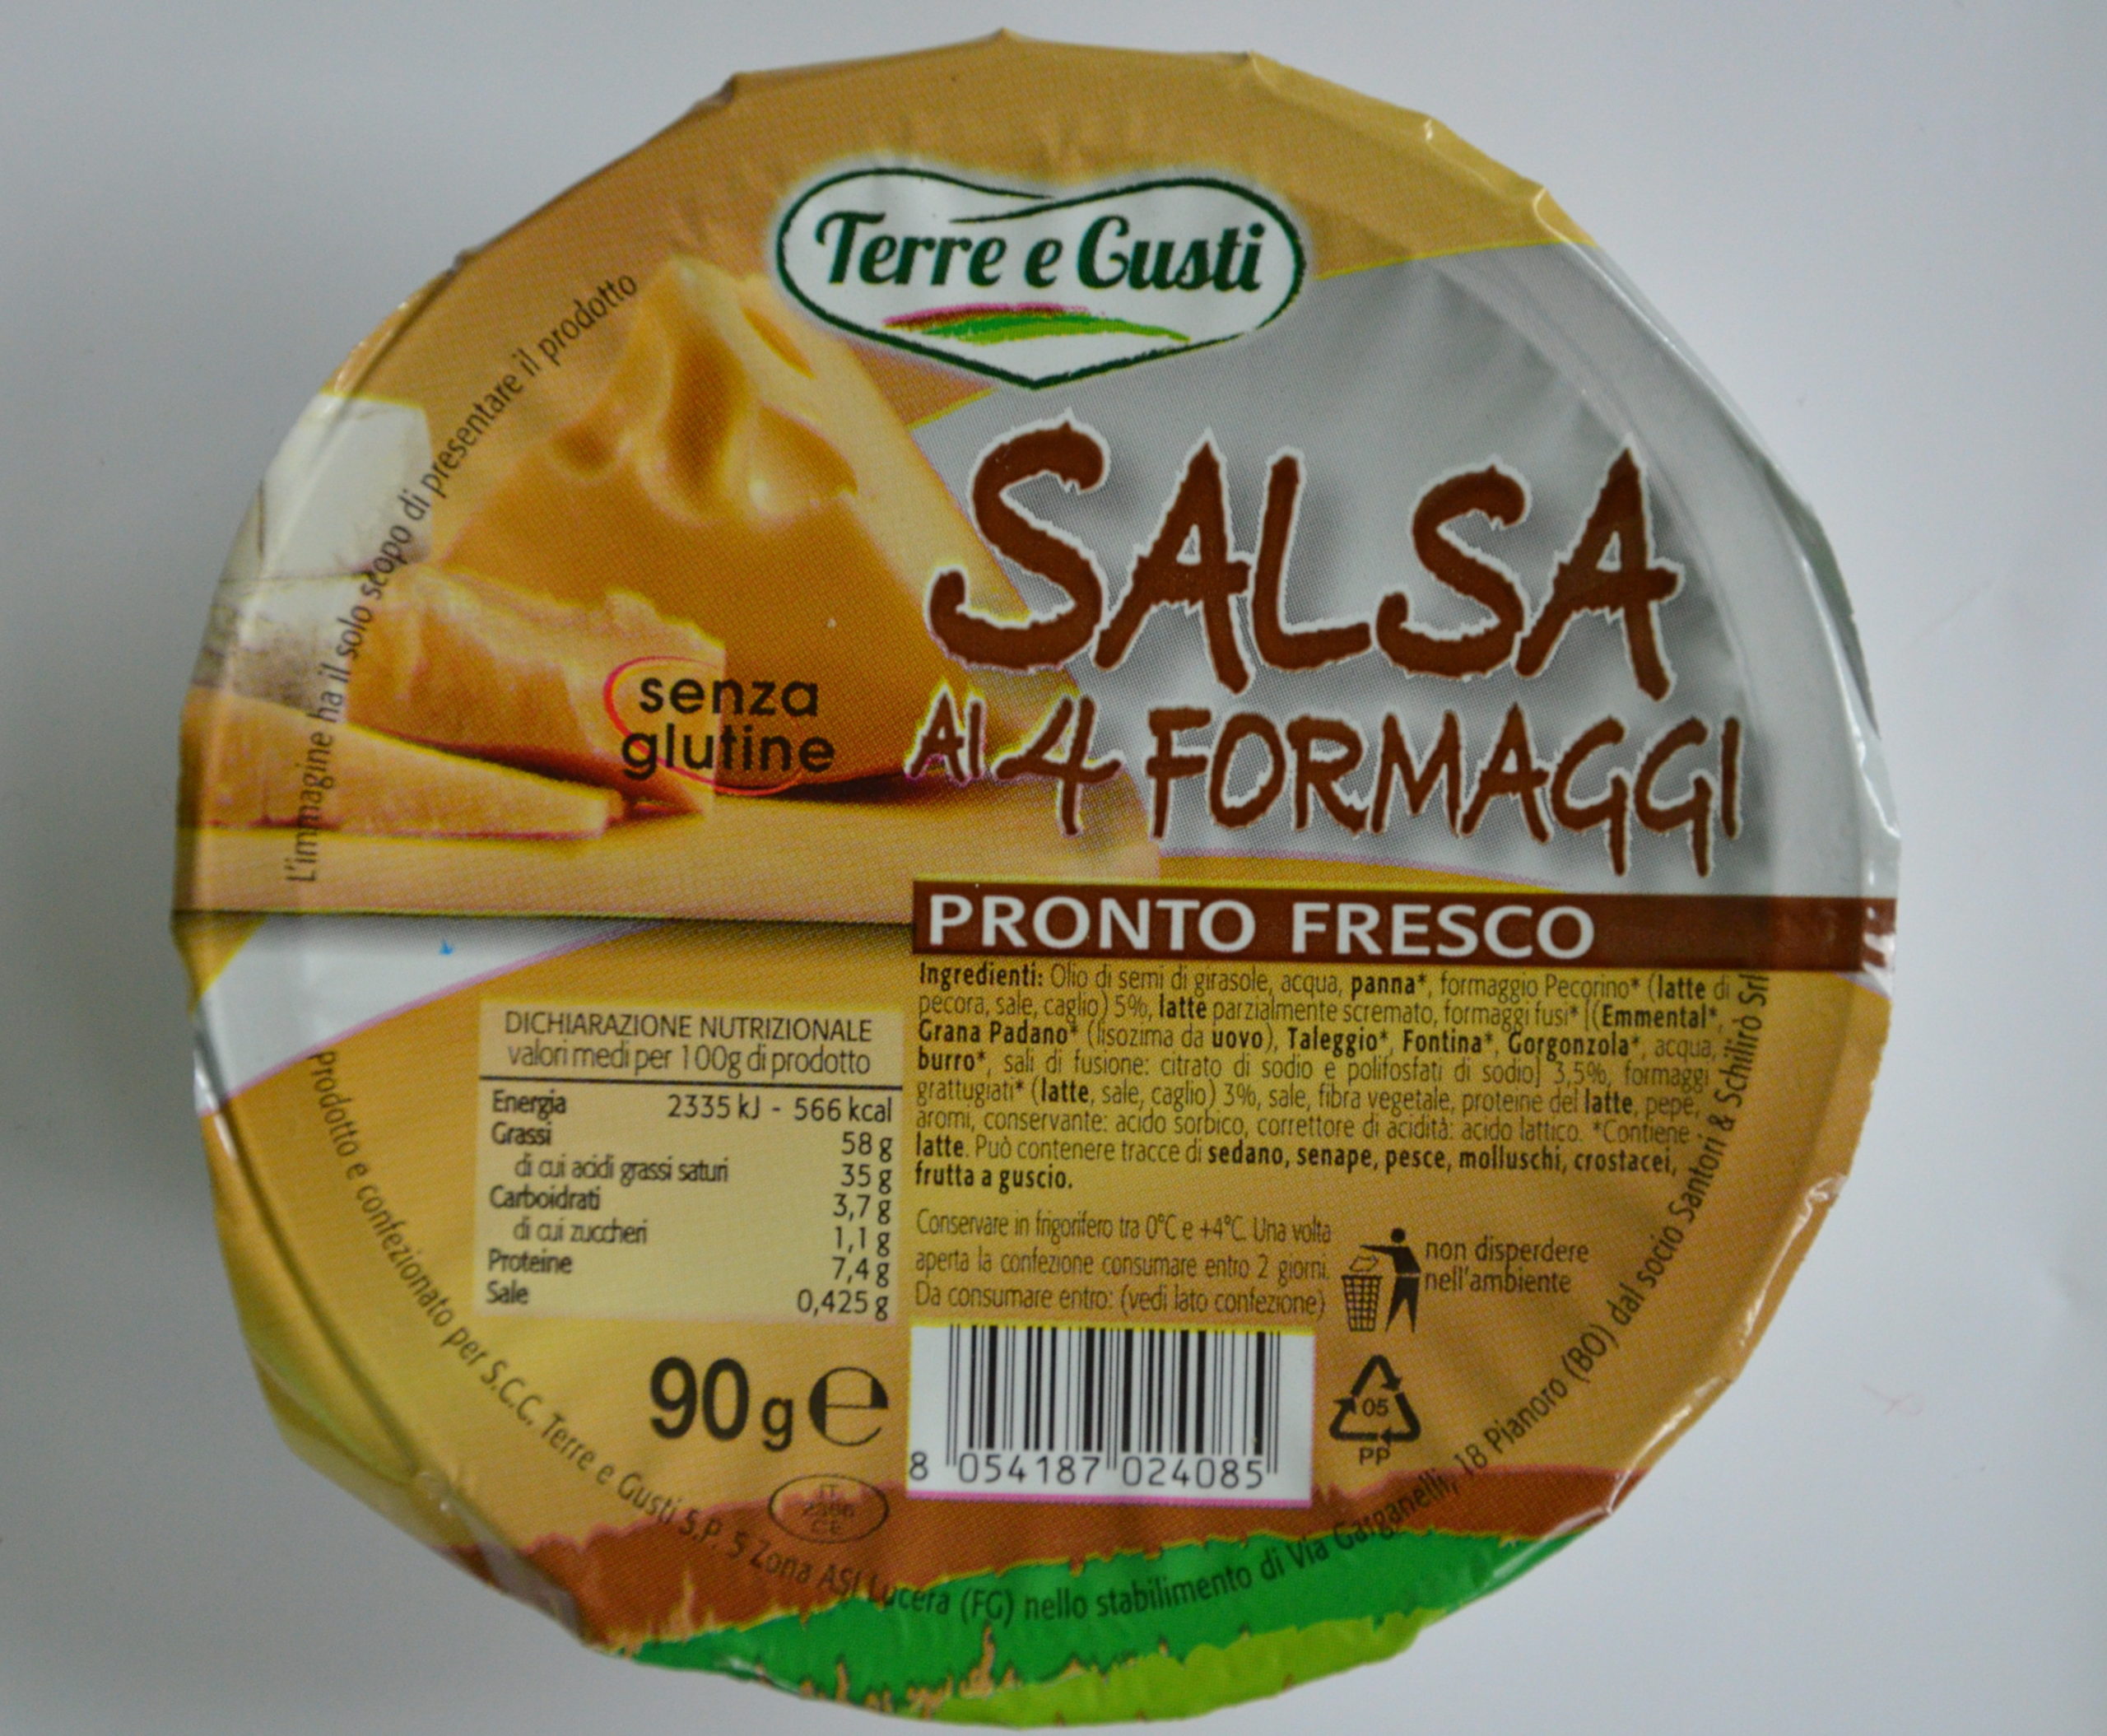 Terre e Gusti
L'immagine ha il solo scopo di presentare il prodotto
SALSA
AI 4 FORMAGGI
senza
glutine
PRONTO FRESCO
Ingredienti: Olio di semi di girasole, acqua, panna*, formaggio Pecorino* (latte di
pecora, sale, caglio) 5%, latte parzialmente scremato, formaggi fusi* [(Emmental*,
Grana Padano* (lisozima da uovo), Taleggio*, Fontina*, Gorgonzola*, acqua,
burro*, sali di fusione: citrato di sodio e polifosfati di sodio] 3,5%, formaggi
grattugiati* (latte, sale, caglio) 3%, sale, fibra vegetale, proteine del latte, pepe,
aromi, conservante: acido sorbico, correttore di acidità: acido lattico. *Contiene
latte. Può contenere tracce di sedano, senape, pesce, molluschi, crostacei,
frutta a guscio.
DICHIARAZIONE NUTRIZIONALE
valori medi per 100g di prodotto
Energia 2335 kJ - 566 kcal
Grassi 58 g
di cui acidi grassi saturi 35 g
Carboidrati 3,7 g
di cui zuccheri 1,1 g
Proteine 7,4 g
Sale 0,425 g
Conservare in frigorifero tra 0°C e +4°C. Una volta
aperta la confezione consumare entro 2 giorni.
Da consumare entro: (vedi lato confezione)
non disperdere
nell'ambiente
90 g e
8 054187 024085
05
PP
IT
CE
Prodotto e confezionato per S.C.C. Terre e Gusti S.P. 5 Zona ASI Lucera (FG) nello stabilimento di Via Garganelli, 18 Pianoro (BO) dal socio Santori & Schilirò Srl